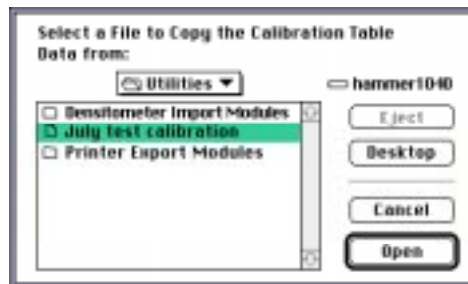 Select a File to Copy the Calibration Table
Data from:
Utilities
hammer1040
Densitometer Import Modules
Eject
July test calibration
Printer Export Modules
Desktop
Cancel
Open